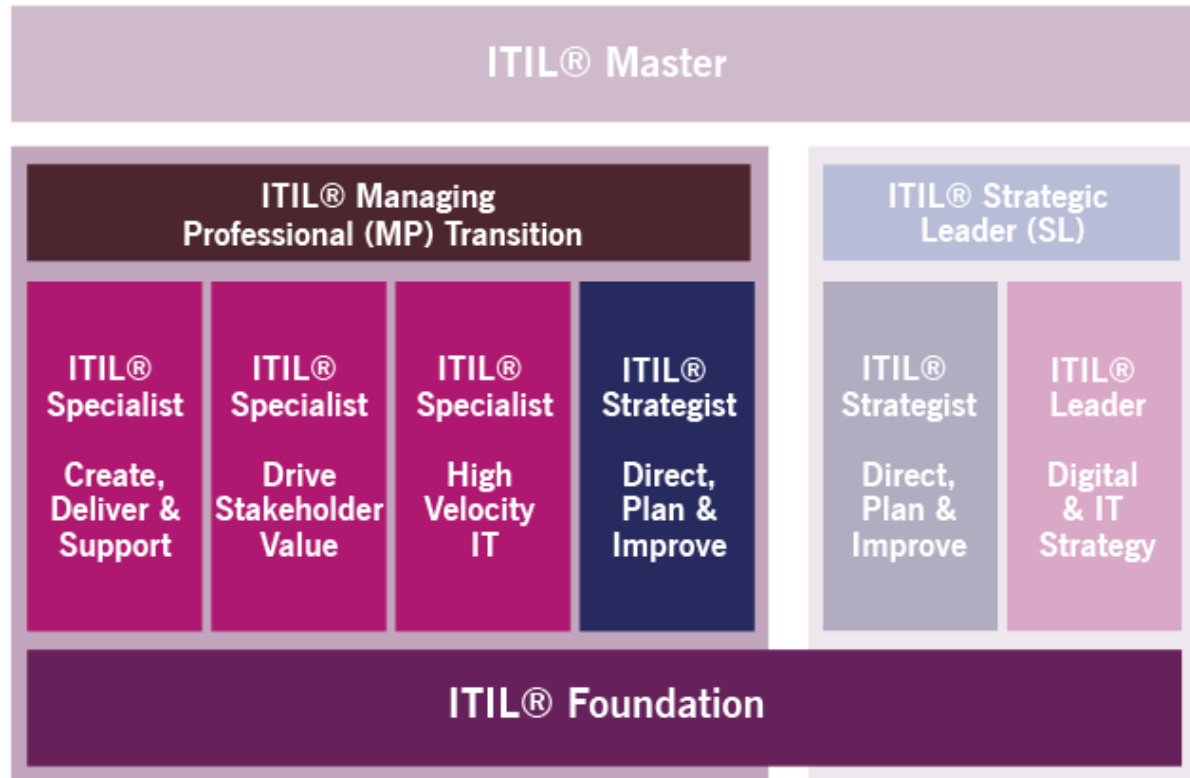 ITIL® Master
ITIL® Managing
Professional (MP) Transition
ITIL® Strategic
Leader (SL)
ITIL®
Specialist
Create,
Deliver &
Support
ITIL®
Specialist
Drive
Stakeholder
Value
ITIL®
Specialist
High
Velocity
IT
ITIL®
Strategist
Direct,
Plan &
Improve
ITIL®
Strategist
Direct,
Plan &
Improve
ITIL®
Leader
Digital
& IT
Strategy
ITIL® Foundation